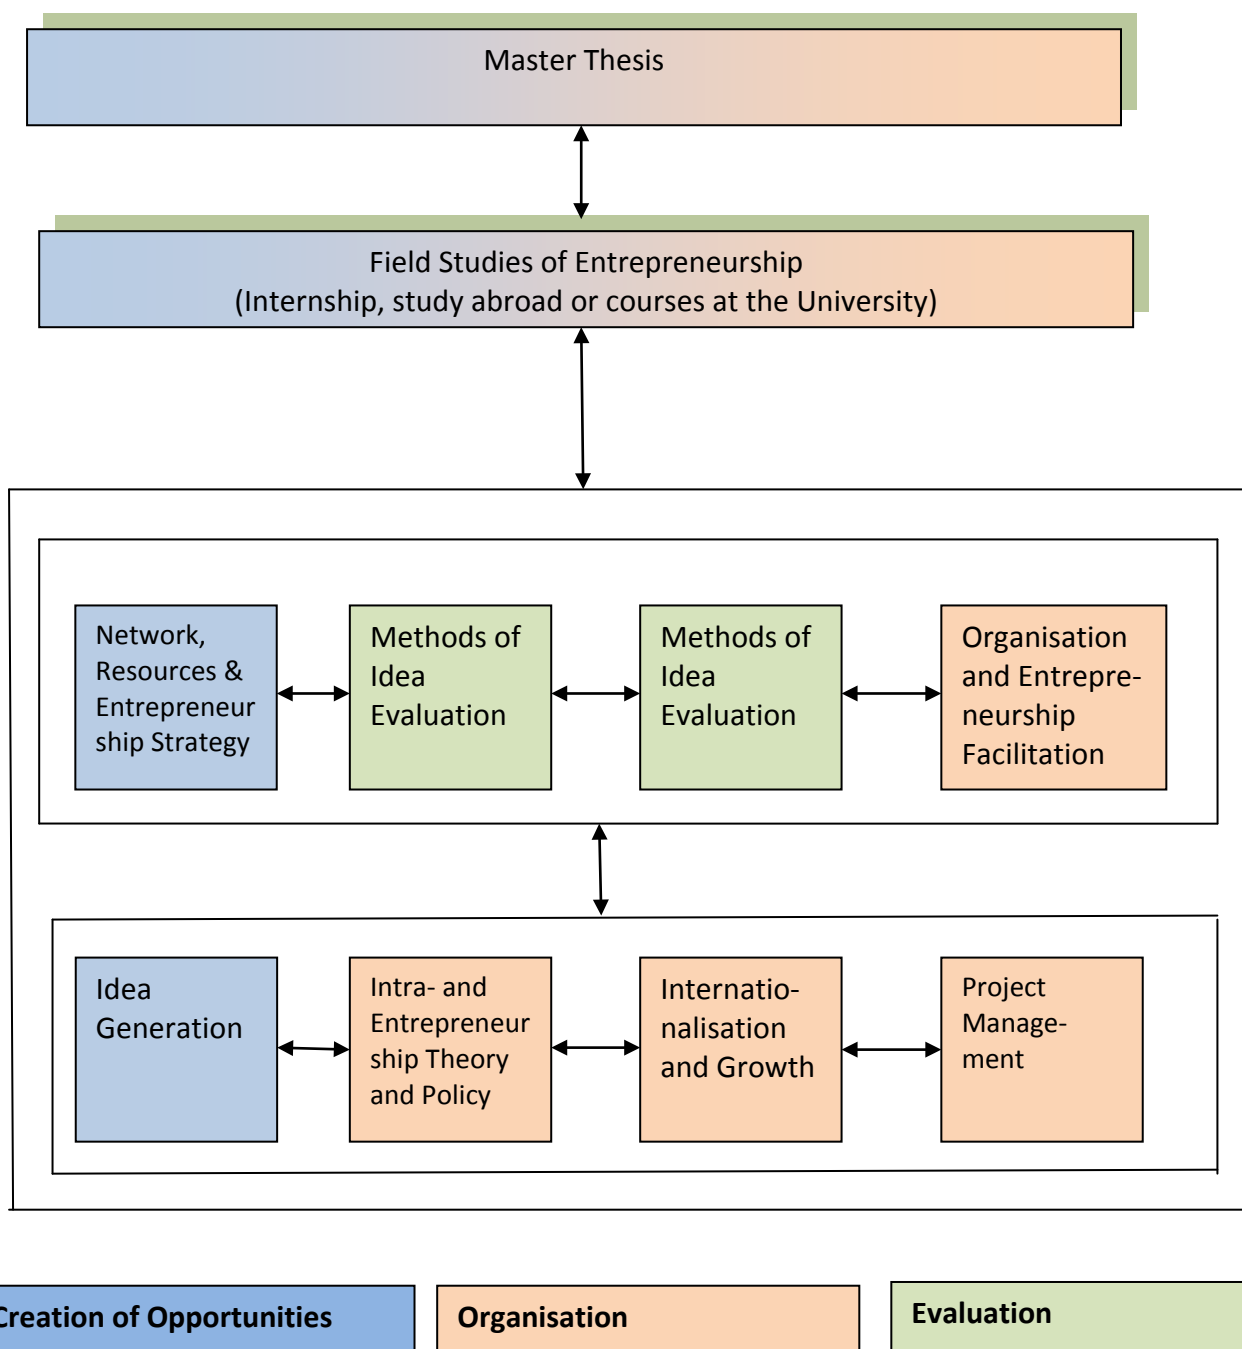 Master Thesis
Field Studies of Entrepreneurship
(Internship, study abroad or courses at the University)
Network,
Resources &
Entrepreneur
ship Strategy
Methods of
Idea
Evaluation
Methods of
Idea
Evaluation
Organisation
and Entrepre-
neurship
Facilitation
Idea
Generation
Intra- and
Entrepreneur
ship Theory
and Policy
Internatio-
nalisation
and Growth
Project
Manage-
ment
Creation of Opportunities
Organisation
Evaluation